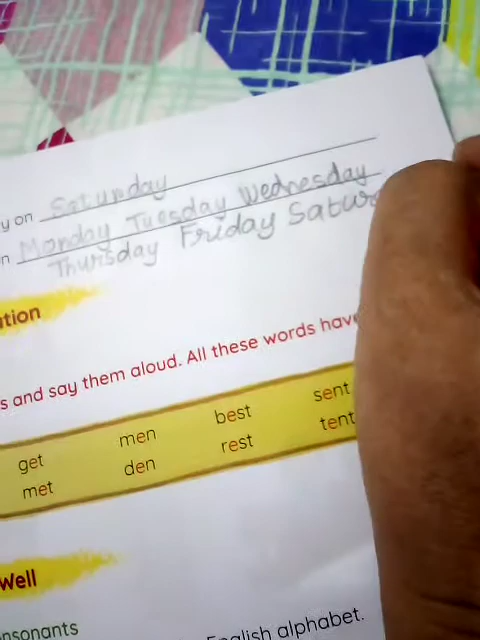 y on Saturday
n Monday Tuesday Wednesday
Thursday Friday Satur
tion
s and say them aloud. All these words have
get men best sent
met den rest tent
Well
nsonants English alphabet.